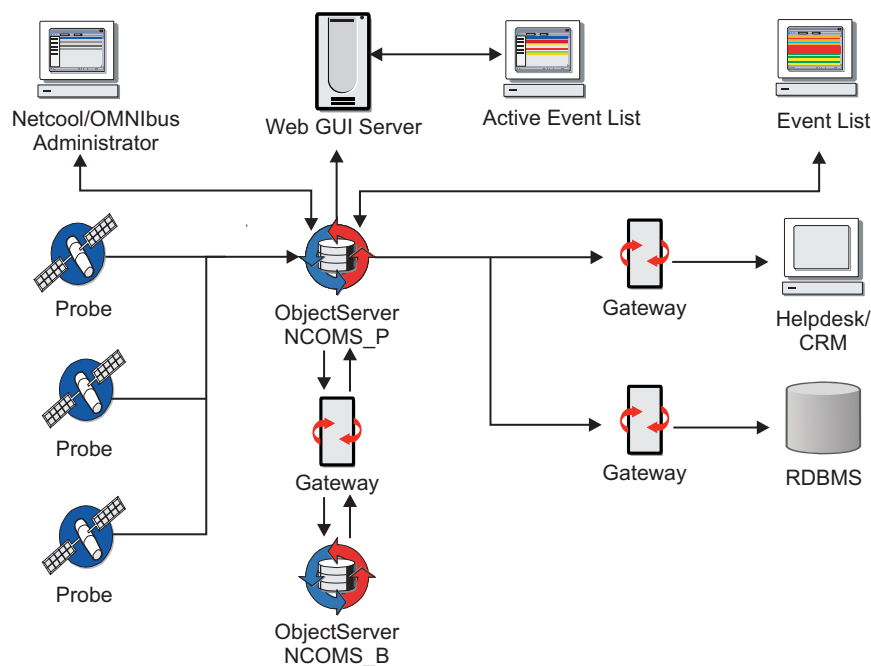 Netcool/OMNIbus
Administrator
Web GUI Server
Active Event List
Event List
Probe
ObjectServer
NCOMS_P
Gateway
Helpdesk/
CRM
Probe
Gateway
Gateway
RDBMS
Probe
ObjectServer
NCOMS_B